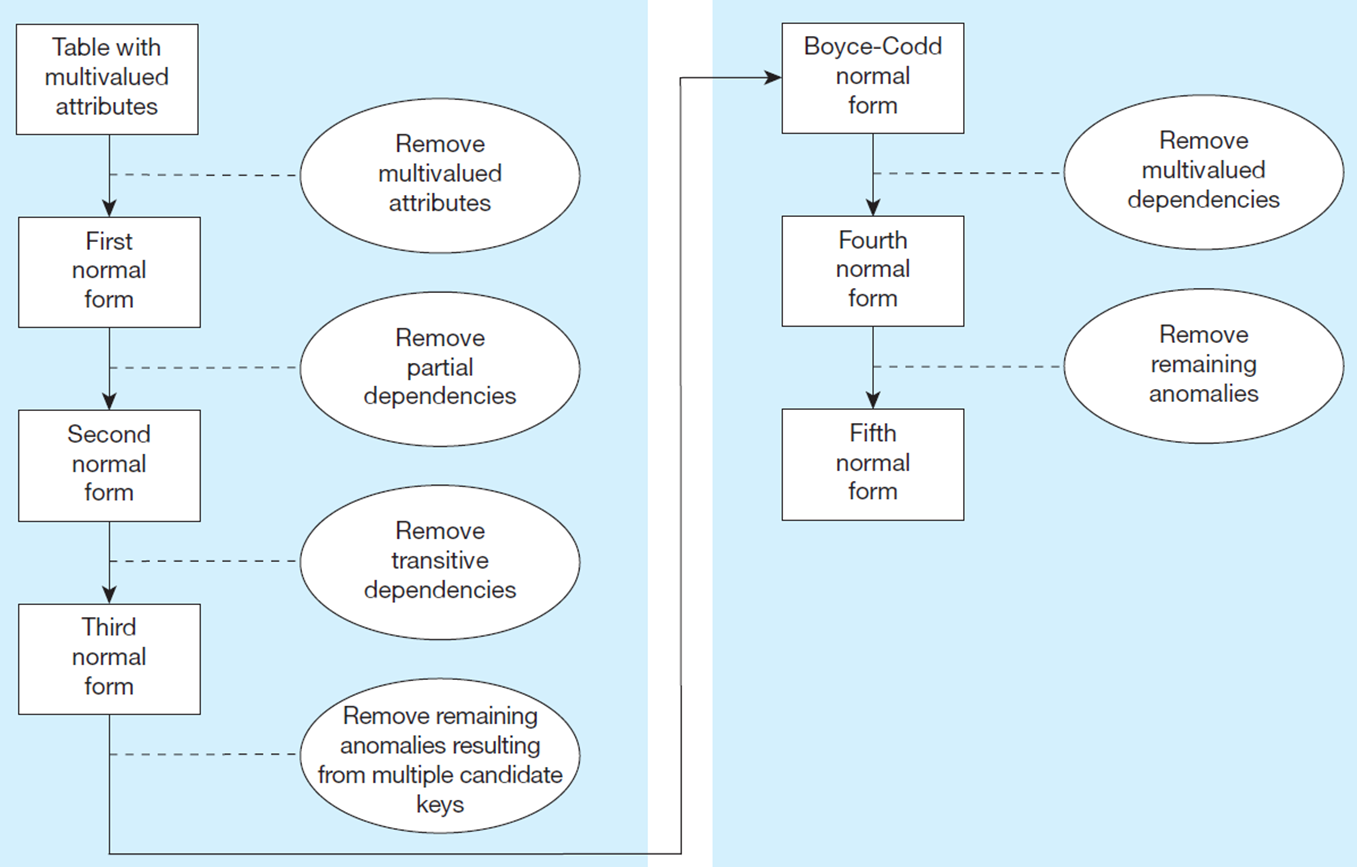 Table with
multivalued
attributes
Remove
multivalued
attributes
First
normal
form
Remove
partial
dependencies
Second
normal
form
Remove
transitive
dependencies
Third
normal
form
Remove remaining
anomalies resulting
from multiple candidate
keys
Boyce-Codd
normal
form
Remove
multivalued
dependencies
Fourth
normal
form
Remove
remaining
anomalies
Fifth
normal
form